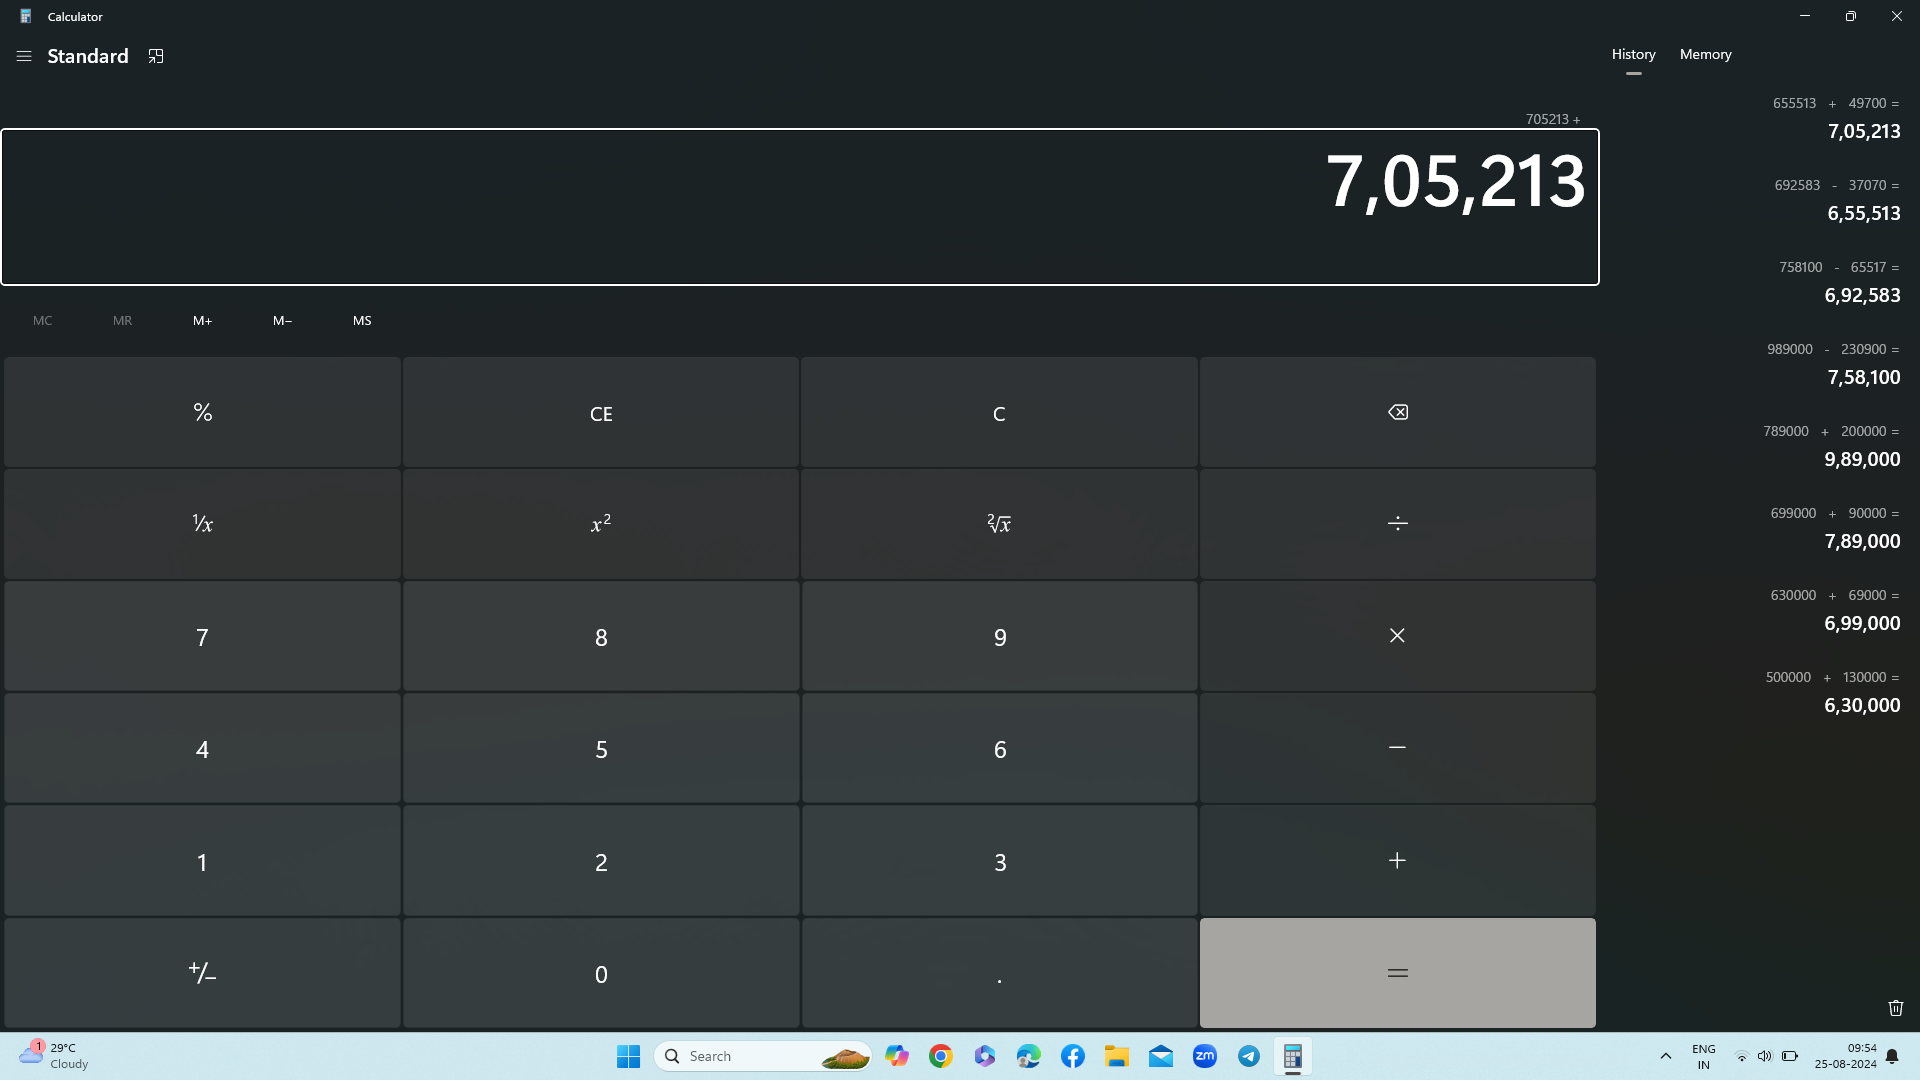 Calculator
Standard
History Memory
705213 +
7,05,213
MC MR M+ M− MS
% CE C
¹/x x² ²√x ÷
7 8 9 ×
4 5 6 −
1 2 3 +
+/− 0 . =
655513 + 49700 =
7,05,213
692583 - 37070 =
6,55,513
758100 - 65517 =
6,92,583
989000 - 230900 =
7,58,100
789000 + 200000 =
9,89,000
699000 + 90000 =
7,89,000
630000 + 69000 =
6,99,000
500000 + 130000 =
6,30,000
1
29°C
Cloudy
Search
zm
ENG
IN
09:54
25-08-2024